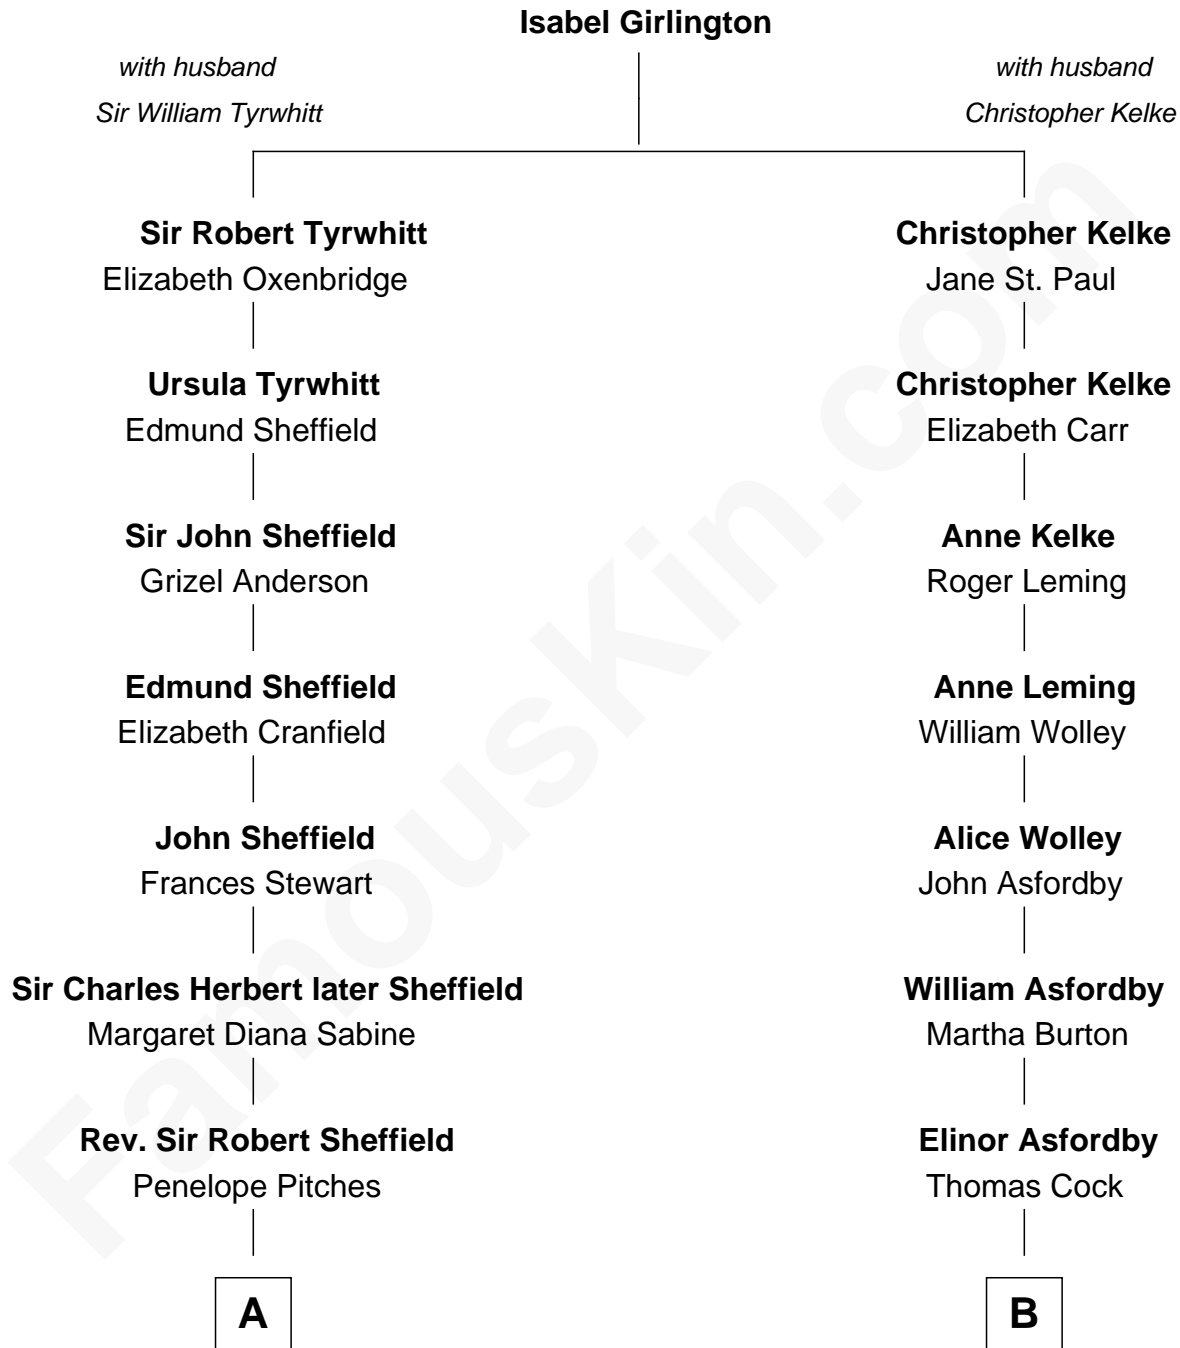 Isabel Girlington
with husband
Sir William Tyrwhitt
with husband
Christopher Kelke
Sir Robert Tyrwhitt
Elizabeth Oxenbridge
Christopher Kelke
Jane St. Paul
Ursula Tyrwhitt
Edmund Sheffield
Christopher Kelke
Elizabeth Carr
Sir John Sheffield
Grizel Anderson
Anne Kelke
Roger Leming
Edmund Sheffield
Elizabeth Cranfield
Anne Leming
William Wolley
John Sheffield
Frances Stewart
Alice Wolley
John Asfordby
Sir Charles Herbert later Sheffield
Margaret Diana Sabine
William Asfordby
Martha Burton
Rev. Sir Robert Sheffield
Penelope Pitches
Elinor Asfordby
Thomas Cock
A
B
FamousKin.com